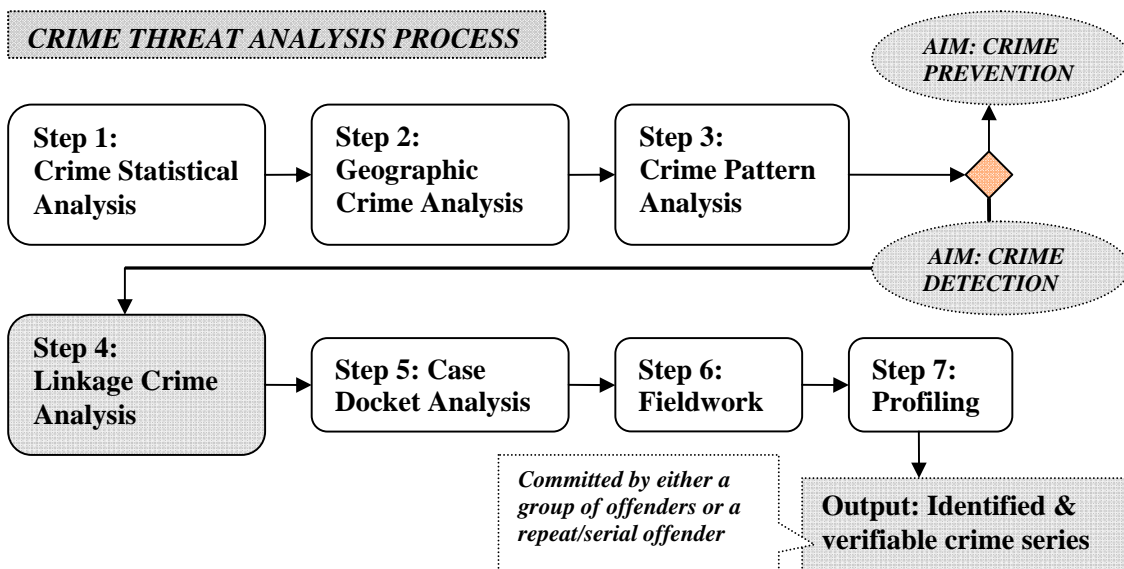 CRIME THREAT ANALYSIS PROCESS
AIM: CRIME
PREVENTION
Step 1:
Crime Statistical
Analysis
Step 2:
Geographic
Crime Analysis
Step 3:
Crime Pattern
Analysis
AIM: CRIME
DETECTION
Step 4:
Linkage Crime
Analysis
Step 5: Case
Docket Analysis
Step 6:
Fieldwork
Step 7:
Profiling
Committed by either a
group of offenders or a
repeat/serial offender
Output: Identified &
verifiable crime series